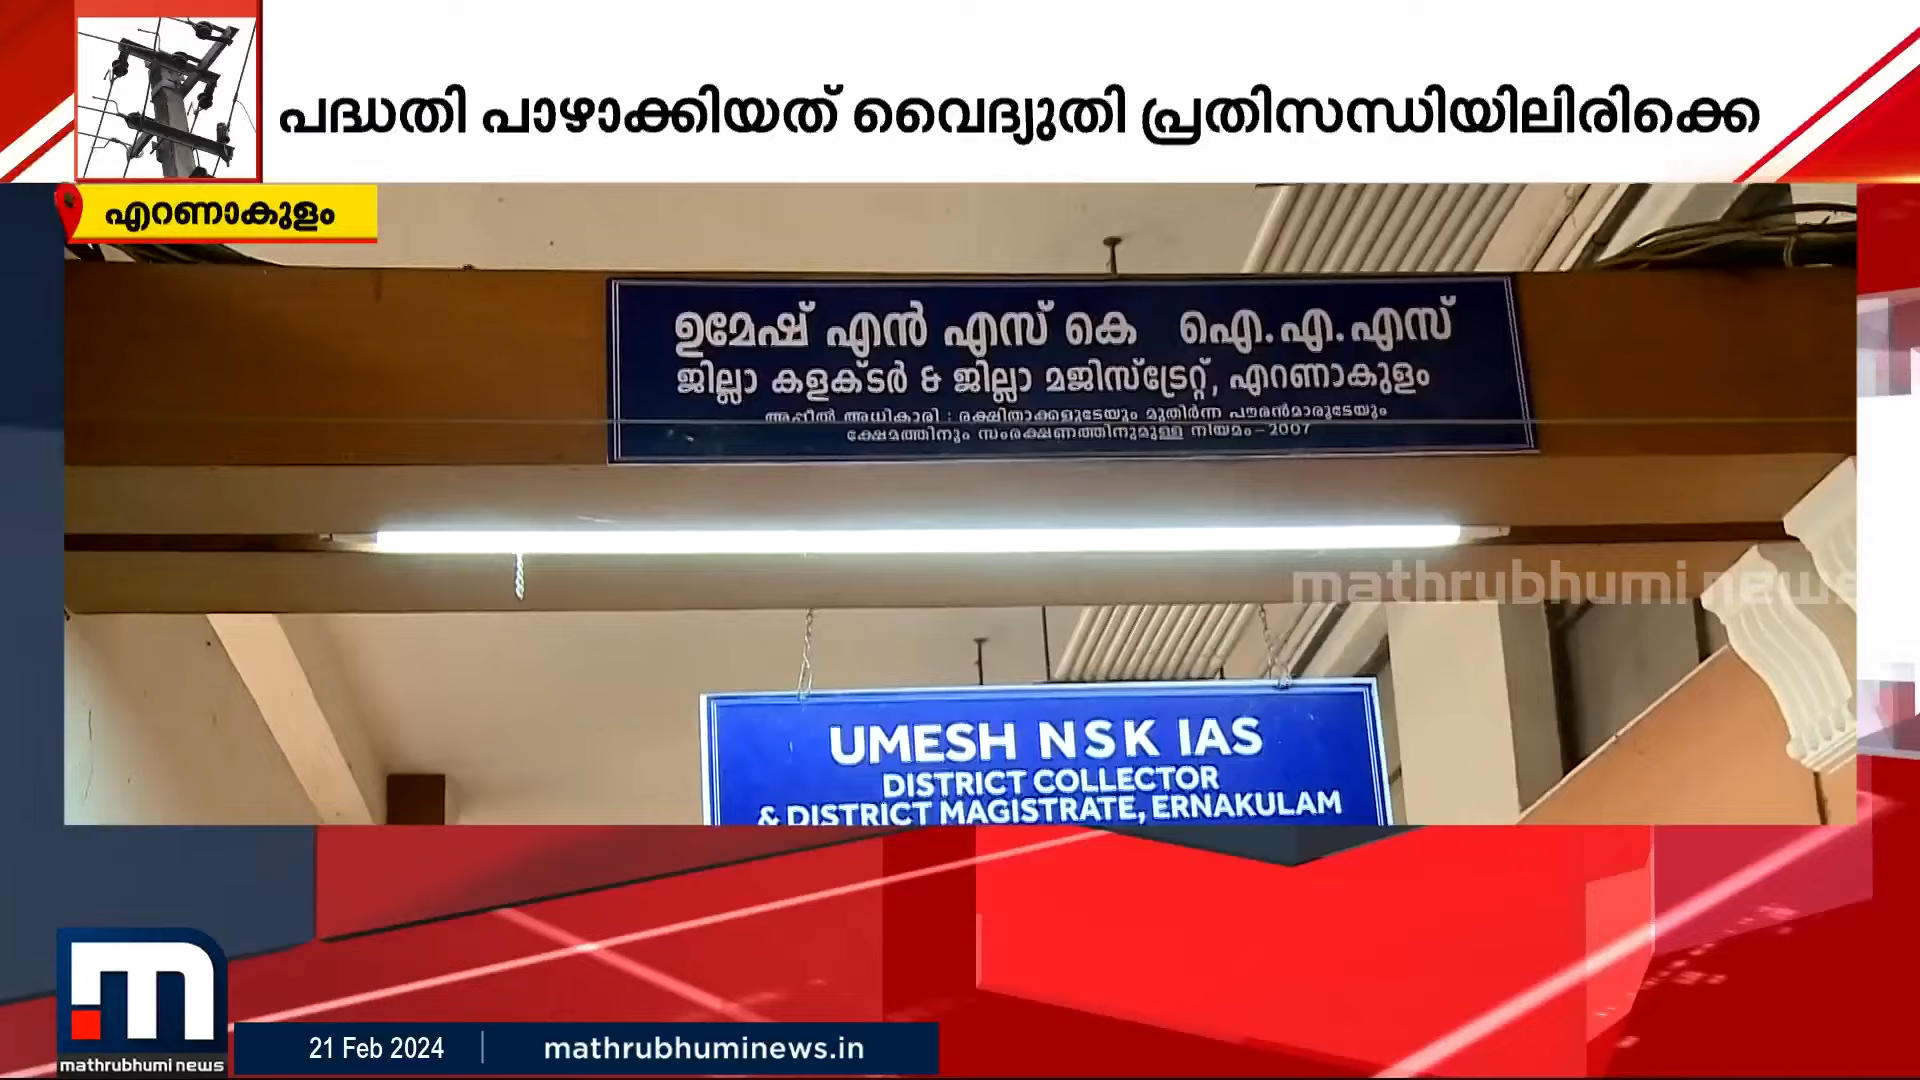 പദ്ധതി പാഴാക്കിയത് വൈദ്യുതി പ്രതിസന്ധിയിലിരിക്കെ
എറണാകുളം
ഉമേഷ് എൻ എസ് കെ ഐ.എ.എസ്
ജില്ലാ കളക്ടർ & ജില്ലാ മജിസ്ട്രേറ്റ്, എറണാകുളം
അപ്പീൽ അധികാരി : രക്ഷിതാക്കളുടേയും മുതിർന്ന പൗരൻമാരുടേയും
ക്ഷേമത്തിനും സംരക്ഷണത്തിനുമുള്ള നിയമം-2007
mathrubhumi news
UMESH N S K IAS
DISTRICT COLLECTOR
& DISTRICT MAGISTRATE, ERNAKULAM
mathrubhumi news
21 Feb 2024
mathrubhuminews.in